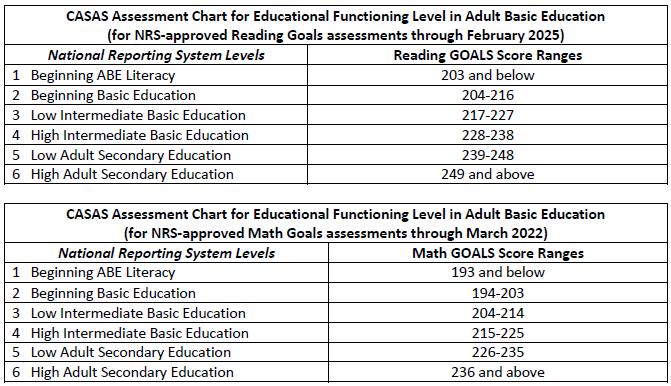 CASAS Assessment Chart for Educational Functioning Level in Adult Basic Education
(for NRS-approved Reading Goals assessments through February 2025)
National Reporting System Levels Reading GOALS Score Ranges
1 Beginning ABE Literacy 203 and below
2 Beginning Basic Education 204-216
3 Low Intermediate Basic Education 217-227
4 High Intermediate Basic Education 228-238
5 Low Adult Secondary Education 239-248
6 High Adult Secondary Education 249 and above
CASAS Assessment Chart for Educational Functioning Level in Adult Basic Education
(for NRS-approved Math Goals assessments through March 2022)
National Reporting System Levels Math GOALS Score Ranges
1 Beginning ABE Literacy 193 and below
2 Beginning Basic Education 194-203
3 Low Intermediate Basic Education 204-214
4 High Intermediate Basic Education 215-225
5 Low Adult Secondary Education 226-235
6 High Adult Secondary Education 236 and above